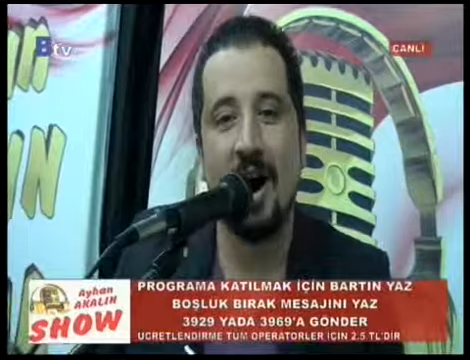 Btv
CANLI
Ayhan
AKALIN
SHOW
PROGRAMA KATILMAK İÇİN BARTIN YAZ
BOŞLUK BIRAK MESAJINI YAZ
3929 YADA 3969'A GÖNDER
ÜCRETLENDİRME TÜM OPERATÖRLER İÇİN 2.5 TL'DİR